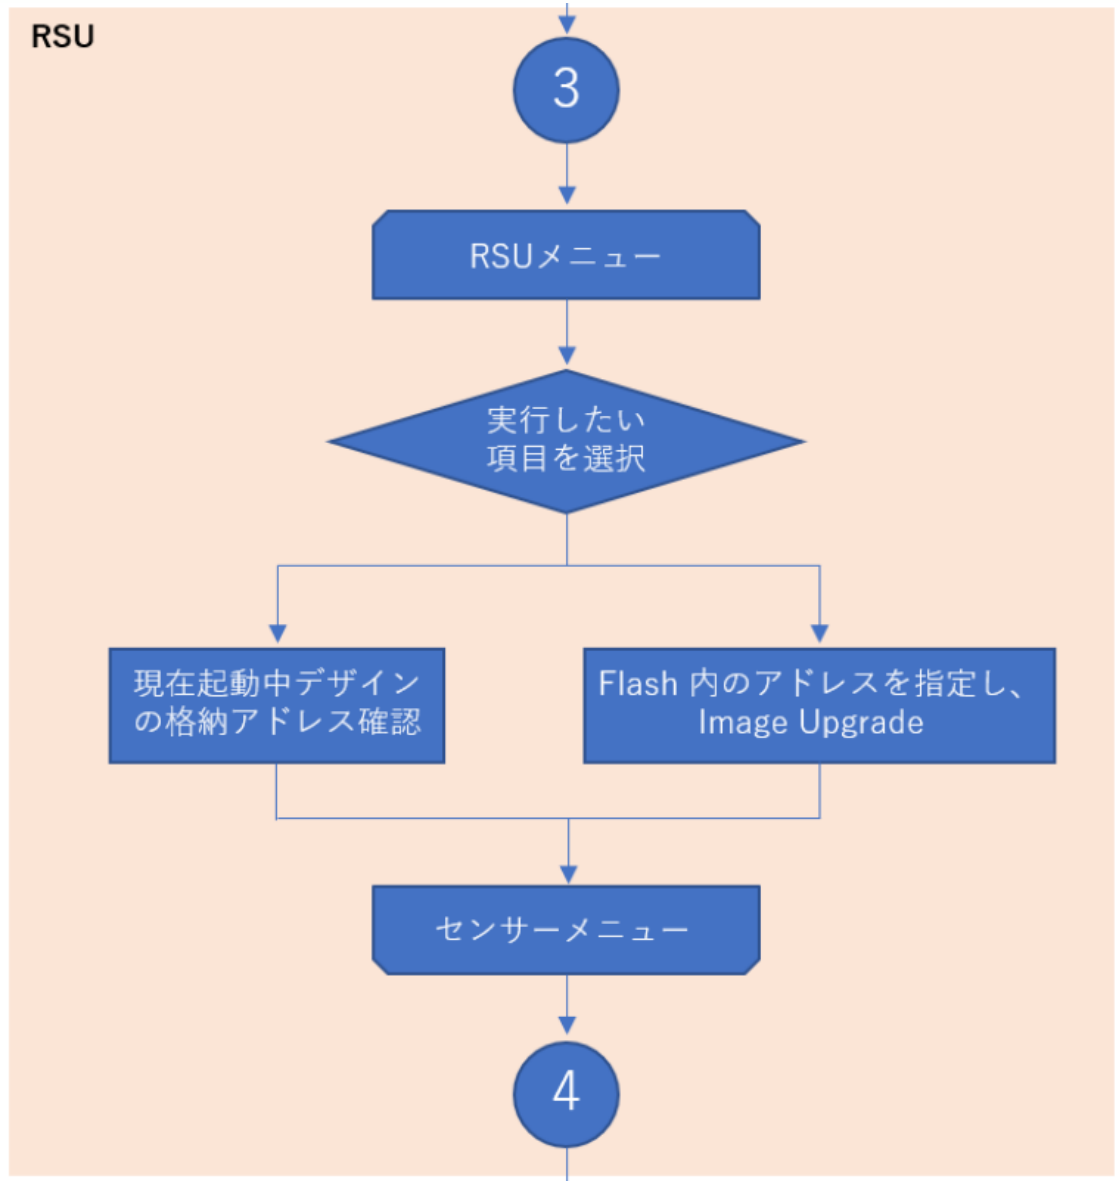 RSU
3
RSUメニュー
実行したい
項目を選択
現在起動中デザイン
の格納アドレス確認
Flash 内のアドレスを指定し、
Image Upgrade
センサーメニュー
4